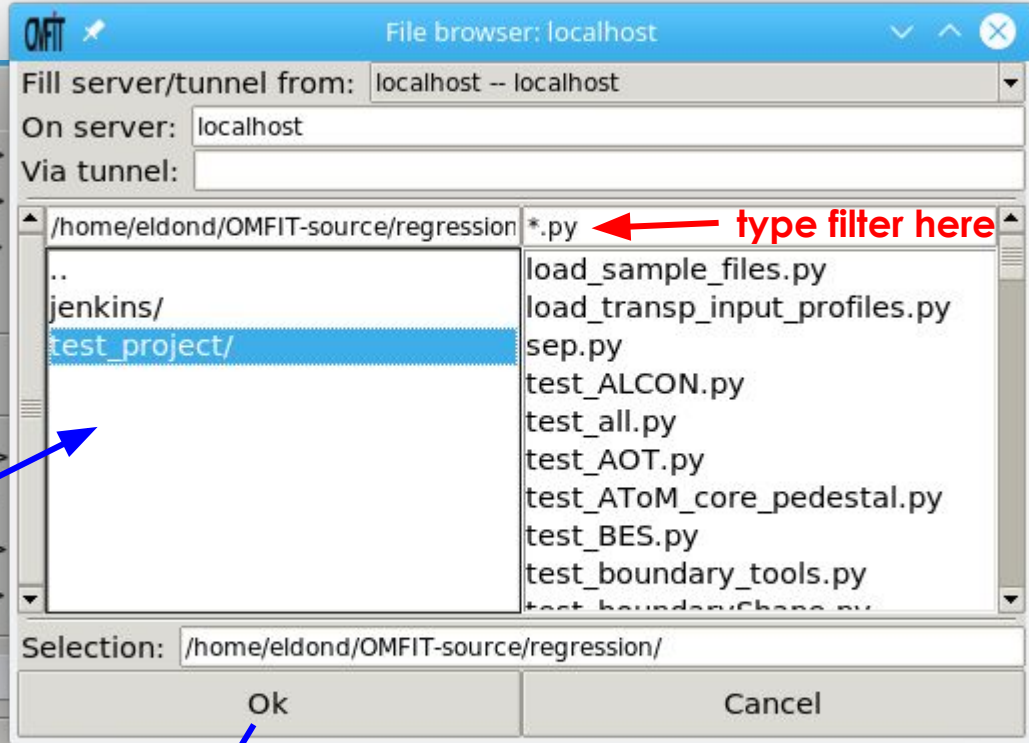 OMFIT File browser: localhost
Fill server/tunnel from: localhost -- localhost
On server: localhost
Via tunnel:
/home/eldond/OMFIT-source/regression *.py type filter here
..
jenkins/
test_project/
load_sample_files.py
load_transp_input_profiles.py
sep.py
test_ALCON.py
test_all.py
test_AOT.py
test_AToM_core_pedestal.py
test_BES.py
test_boundary_tools.py
test_boundaryShape.py
Selection: /home/eldond/OMFIT-source/regression/
Ok Cancel